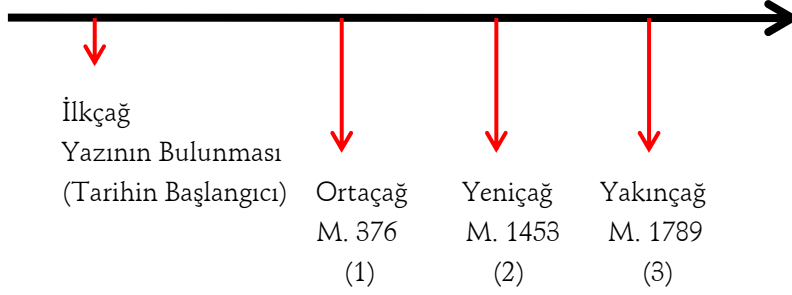 İlkçağ
Yazının Bulunması
(Tarihin Başlangıcı)
Ortaçağ
M. 376
(1)
Yeniçağ
M. 1453
(2)
Yakınçağ
M. 1789
(3)